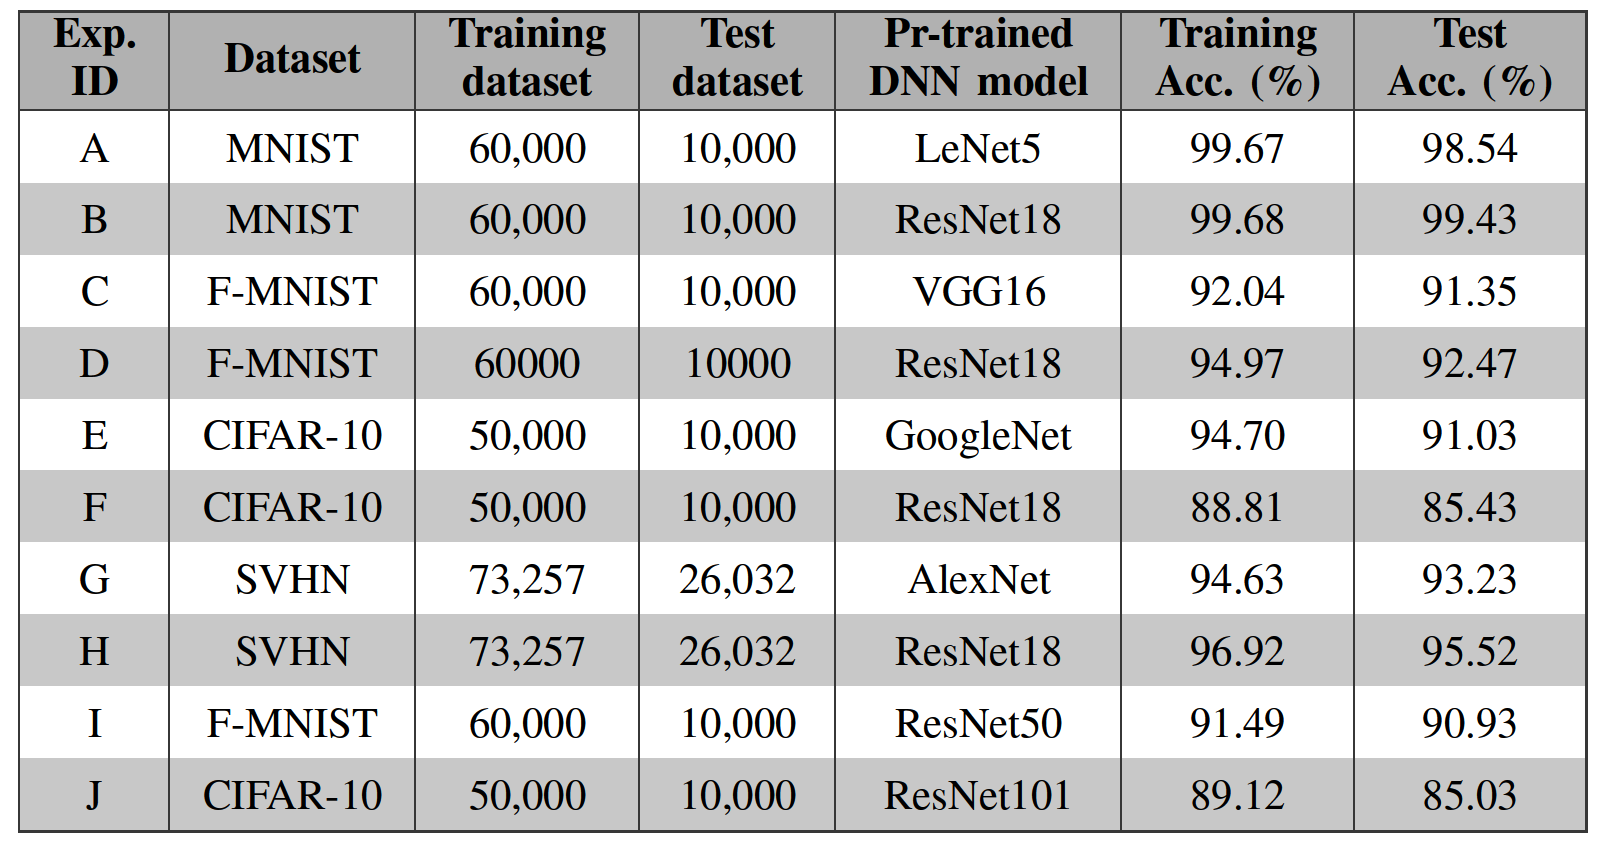 Exp. ID Dataset Training dataset Test dataset Pr-trained DNN model Training Acc. (%) Test Acc. (%)
A MNIST 60,000 10,000 LeNet5 99.67 98.54
B MNIST 60,000 10,000 ResNet18 99.68 99.43
C F-MNIST 60,000 10,000 VGG16 92.04 91.35
D F-MNIST 60000 10000 ResNet18 94.97 92.47
E CIFAR-10 50,000 10,000 GoogleNet 94.70 91.03
F CIFAR-10 50,000 10,000 ResNet18 88.81 85.43
G SVHN 73,257 26,032 AlexNet 94.63 93.23
H SVHN 73,257 26,032 ResNet18 96.92 95.52
I F-MNIST 60,000 10,000 ResNet50 91.49 90.93
J CIFAR-10 50,000 10,000 ResNet101 89.12 85.03